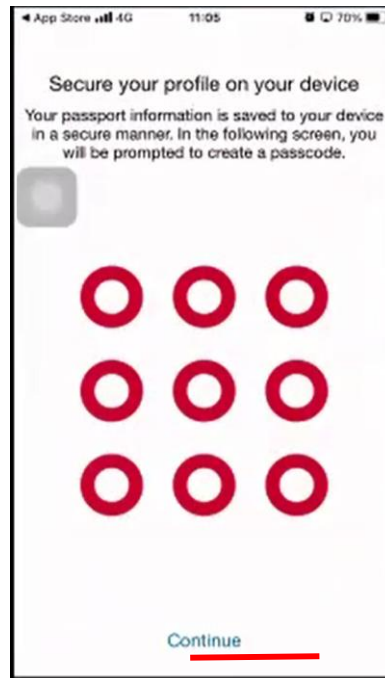 App Store 4G 11:05 70%
Secure your profile on your device
Your passport information is saved to your device
in a secure manner. In the following screen, you
will be prompted to create a passcode.
Continue